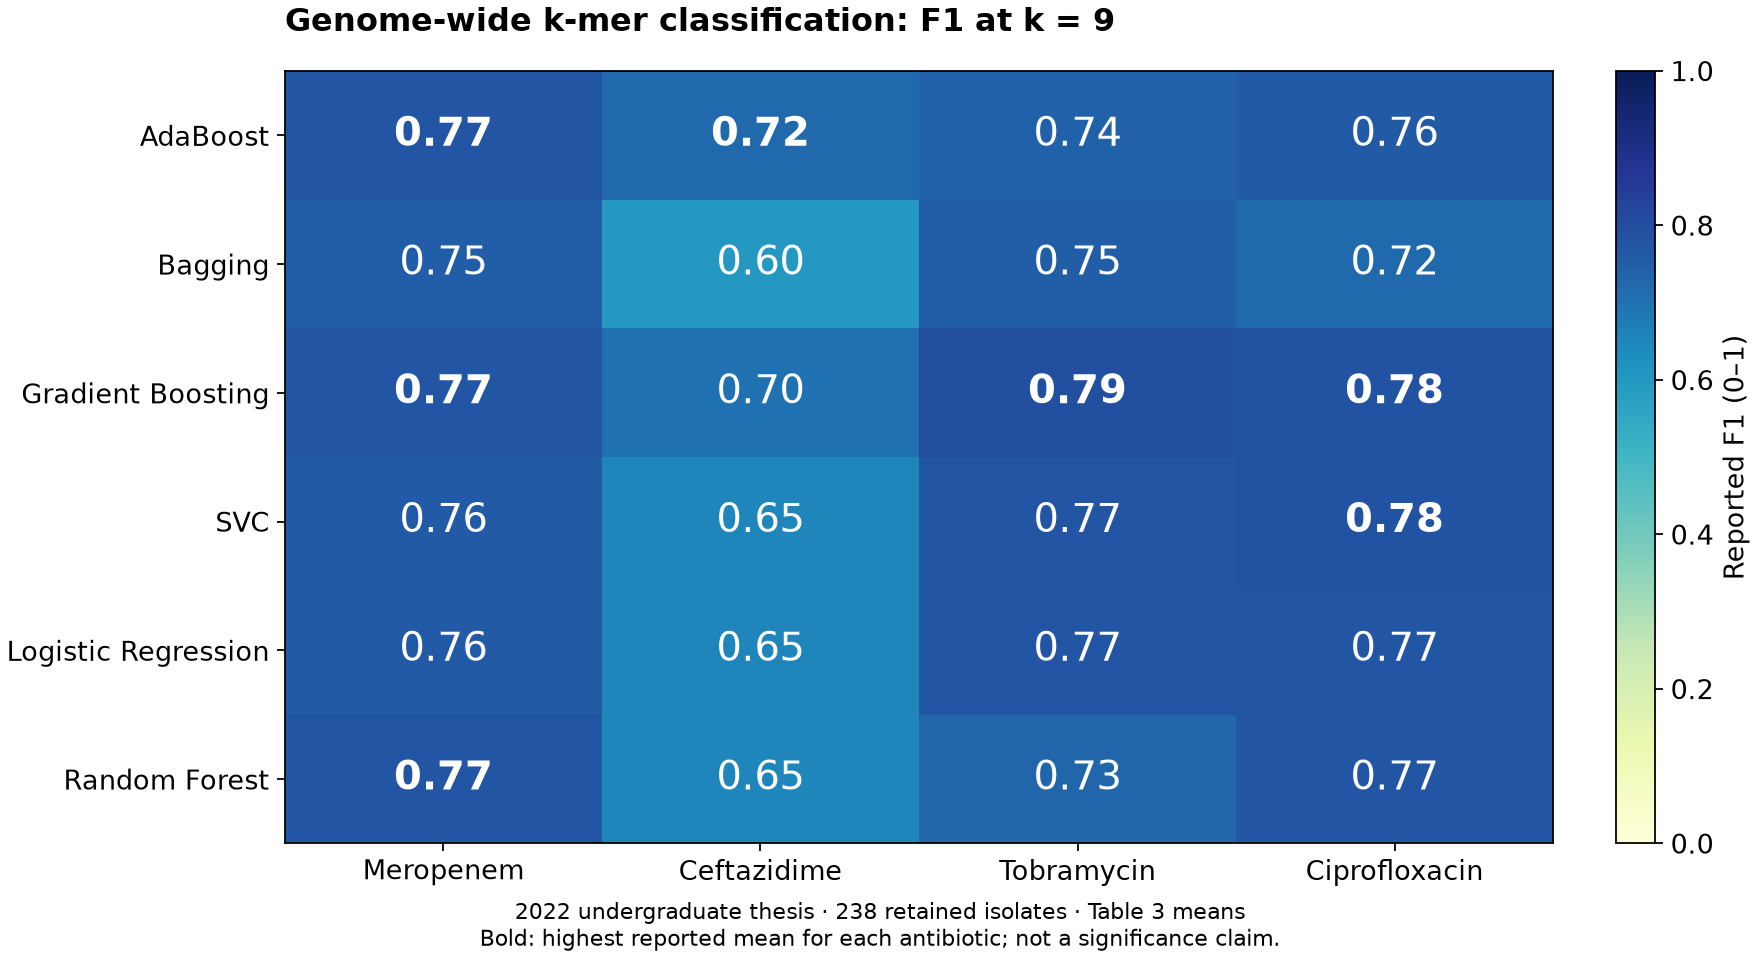 Genome-wide k-mer classification: F1 at k = 9
AdaBoost 0.77 0.72 0.74 0.76
Bagging 0.75 0.60 0.75 0.72
Gradient Boosting 0.77 0.70 0.79 0.78
SVC 0.76 0.65 0.77 0.78
Logistic Regression 0.76 0.65 0.77 0.77
Random Forest 0.77 0.65 0.73 0.77
Meropenem Ceftazidime Tobramycin Ciprofloxacin
1.0
0.8
0.6
0.4
0.2
0.0
Reported F1 (0–1)
2022 undergraduate thesis · 238 retained isolates · Table 3 means
Bold: highest reported mean for each antibiotic; not a significance claim.